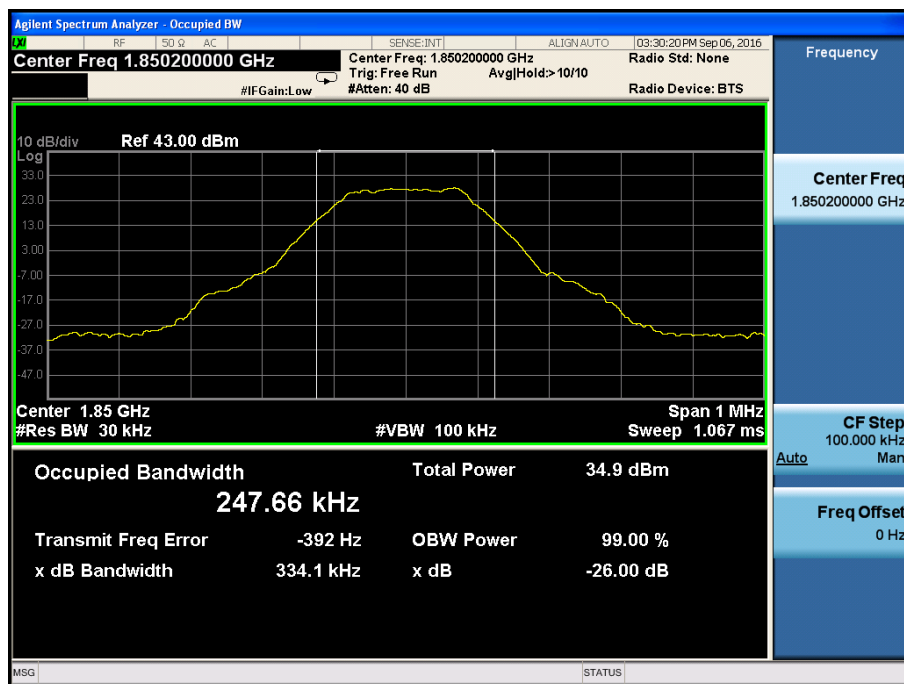 Agilent Spectrum Analyzer - Occupied BW
LXI RF 50 Ω AC SENSE:INT ALIGN AUTO 03:30:20 PM Sep 06, 2016
Center Freq 1.850200000 GHz
Center Freq: 1.850200000 GHz
Radio Std: None
Trig: Free Run Avg|Hold:>10/10
#IFGain:Low
#Atten: 40 dB
Radio Device: BTS
Frequency
10 dB/div Ref 43.00 dBm
Log
33.0
23.0
13.0
3.00
-7.00
-17.0
-27.0
-37.0
-47.0
Center 1.85 GHz Span 1 MHz
#Res BW 30 kHz #VBW 100 kHz Sweep 1.067 ms
Center Freq
1.850200000 GHz
CF Step
100.000 kHz
Auto Man
Freq Offset
0 Hz
Occupied Bandwidth Total Power 34.9 dBm
247.66 kHz
Transmit Freq Error -392 Hz OBW Power 99.00 %
x dB Bandwidth 334.1 kHz x dB -26.00 dB
MSG STATUS